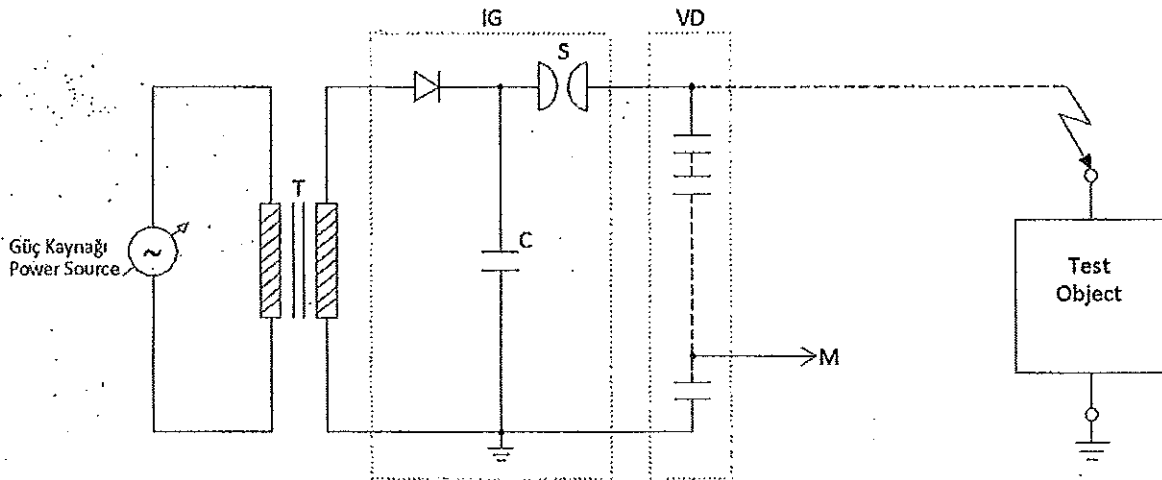 IG
VD
S
T
Güç Kaynağı
Power Source
~
C
M
Test
Object